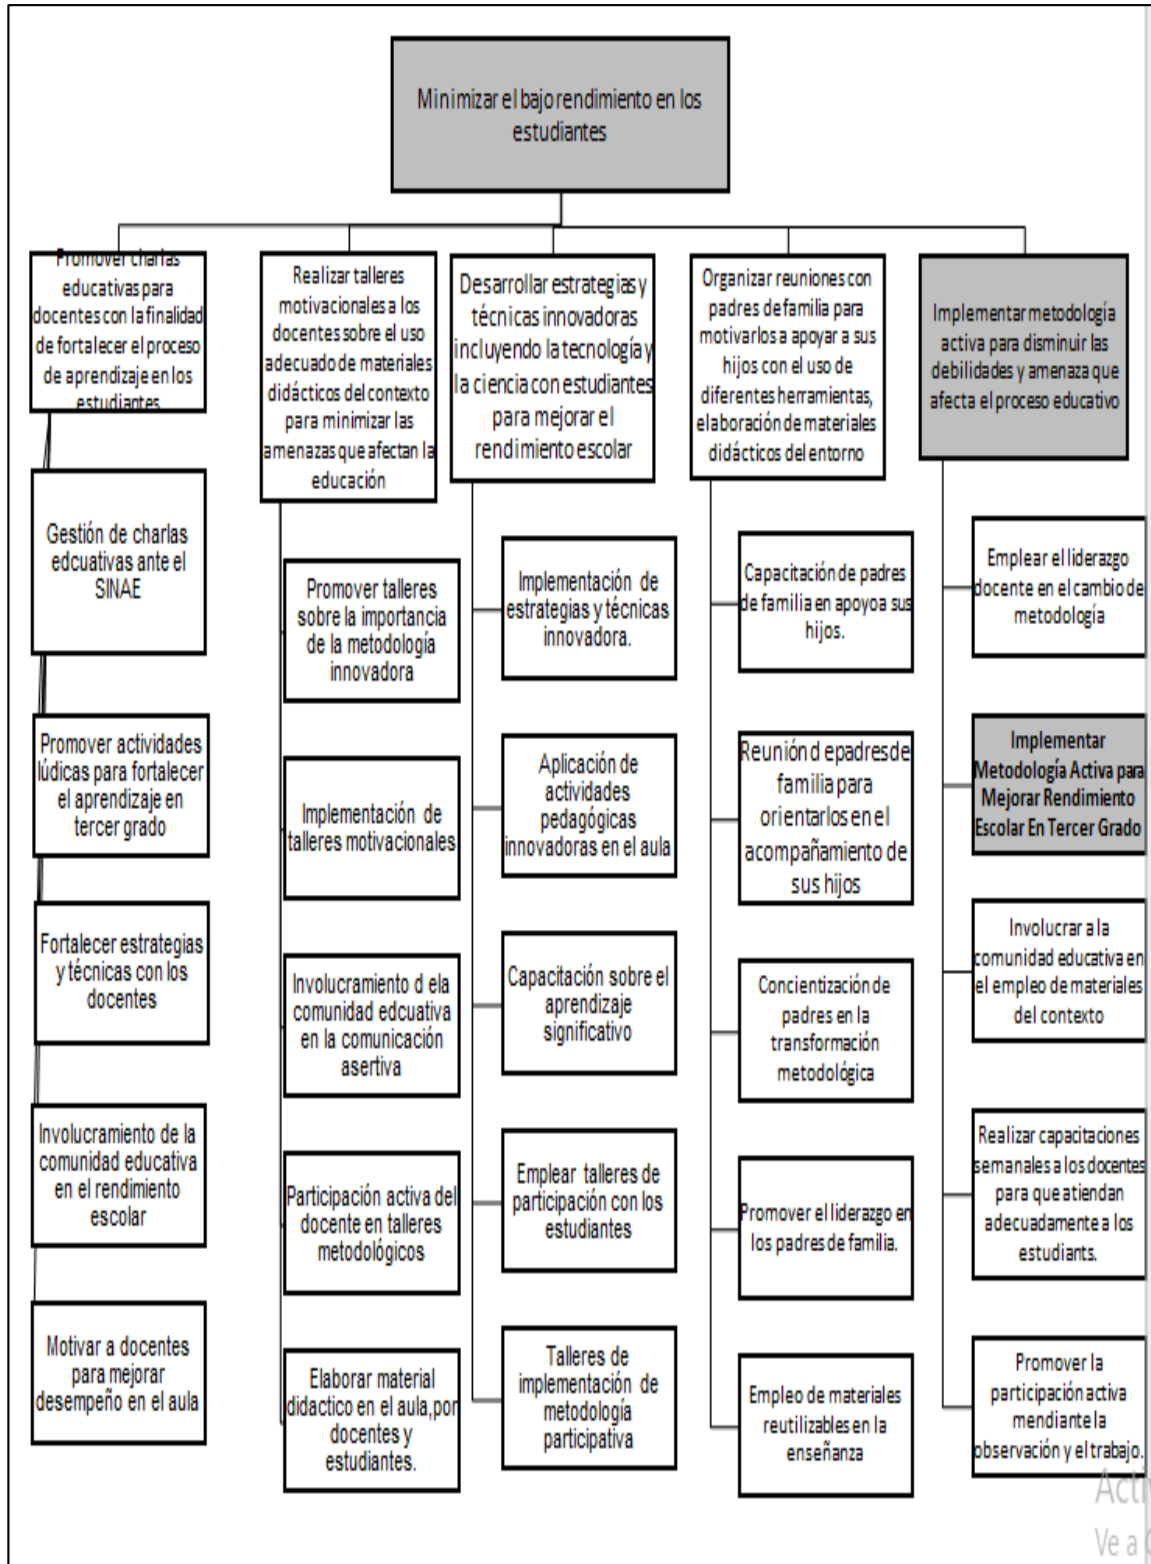 Minimizar el bajo rendimiento en los
estudiantes
Promover charlas
educativas para
docentes con la finalidad
de fortalecer el proceso
de aprendizaje en los
estudiantes
Gestión de charlas
edcuativas ante el
SINAE
Promover actividades
lúdicas para fortalecer
el aprendizaje en
tercer grado
Fortalecer estrategias
y técnicas con los
docentes
Involucramiento de la
comunidad educativa
en el rendimiento
escolar
Motivar a docentes
para mejorar
desempeño en el aula
Realizar talleres
motivacionales a los
docentes sobre el uso
adecuado de materiales
didácticos del contexto
para minimizar las
amenazas que afectan la
educación
Promover talleres
sobre la importancia
de la metodología
innovadora
Implementación de
talleres motivacionales
Involucramiento d ela
comunidad edcuativa
en la comunicación
asertiva
Participación activa del
docente en talleres
metodológicos
Elaborar material
didactico en el aula,por
docentes y
estudiantes.
Desarrollar estrategias y
técnicas innovadoras
incluyendo la tecnología y
la ciencia con estudiantes
para mejorar el
rendimiento escolar
Implementación de
estrategias y técnicas
innovadora.
Aplicación de
actividades
pedagógicas
innovadoras en el aula
Capacitación sobre el
aprendizaje
significativo
Emplear talleres de
participación con los
estudiantes
Talleres de
implementación de
metodología
participativa
Organizar reuniones con
padres de familia para
motivarlos a apoyar a sus
hijos con el uso de
diferentes herramientas,
elaboración de materiales
didácticos del entorno
Capacitación de padres
de familia en apoyo a sus
hijos.
Reunión d epadres de
familia para
orientarlos en el
acompañamiento de
sus hijos
Concientización de
padres en la
transformación
metodológica
Promover el liderazgo en
los padres de familia.
Empleo de materiales
reutilizables en la
enseñanza
Implementar metodología
activa para disminuir las
debilidades y amenaza que
afecta el proceso educativo
Emplear el liderazgo
docente en el cambio de
metodología
Implementar
Metodología Activa para
Mejorar Rendimiento
Escolar En Tercer Grado
Involucrar a la
comunidad educativa en
el empleo de materiales
del contexto
Realizar capacitaciones
semanales a los docentes
para que atiendan
adecuadamente a los
estudiants.
Promover la
participación activa
mendiante la
observación y el trabajo.
Ve a